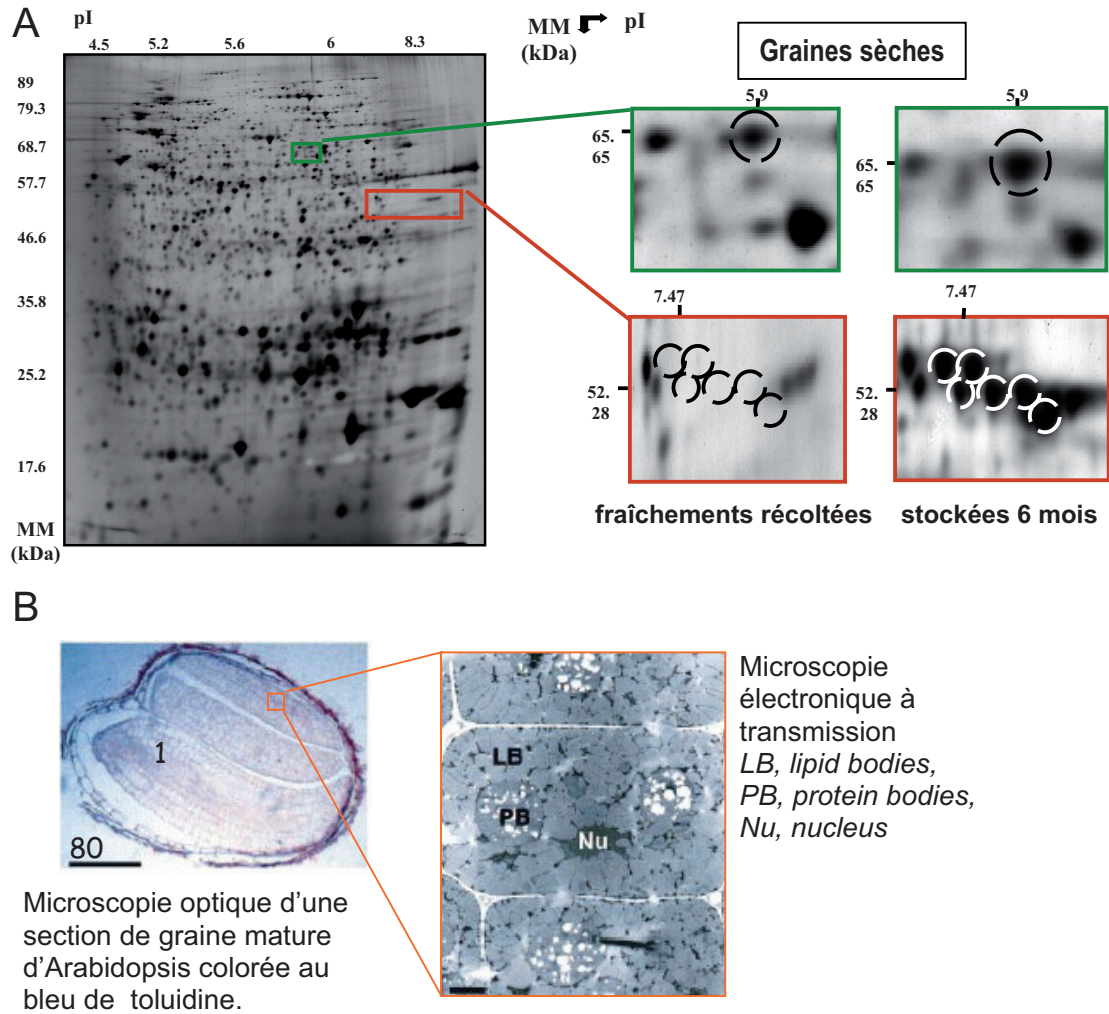 A
pI
4.5 5.2 5.6 6 8.3
MM
(kDa)
pI
Graines sèches
89
79.3
68.7
57.7
46.6
35.8
25.2
17.6
MM
(kDa)
5,9
65.
65
5,9
65.
65
7.47
52.
28
7.47
52.
28
fraîchements récoltées
stockées 6 mois
B
1
80
LB
PB
Nu
Microscopie
électronique à
transmission
LB, lipid bodies,
PB, protein bodies,
Nu, nucleus
Microscopie optique d’une
section de graine mature
d’Arabidopsis colorée au
bleu de toluidine.